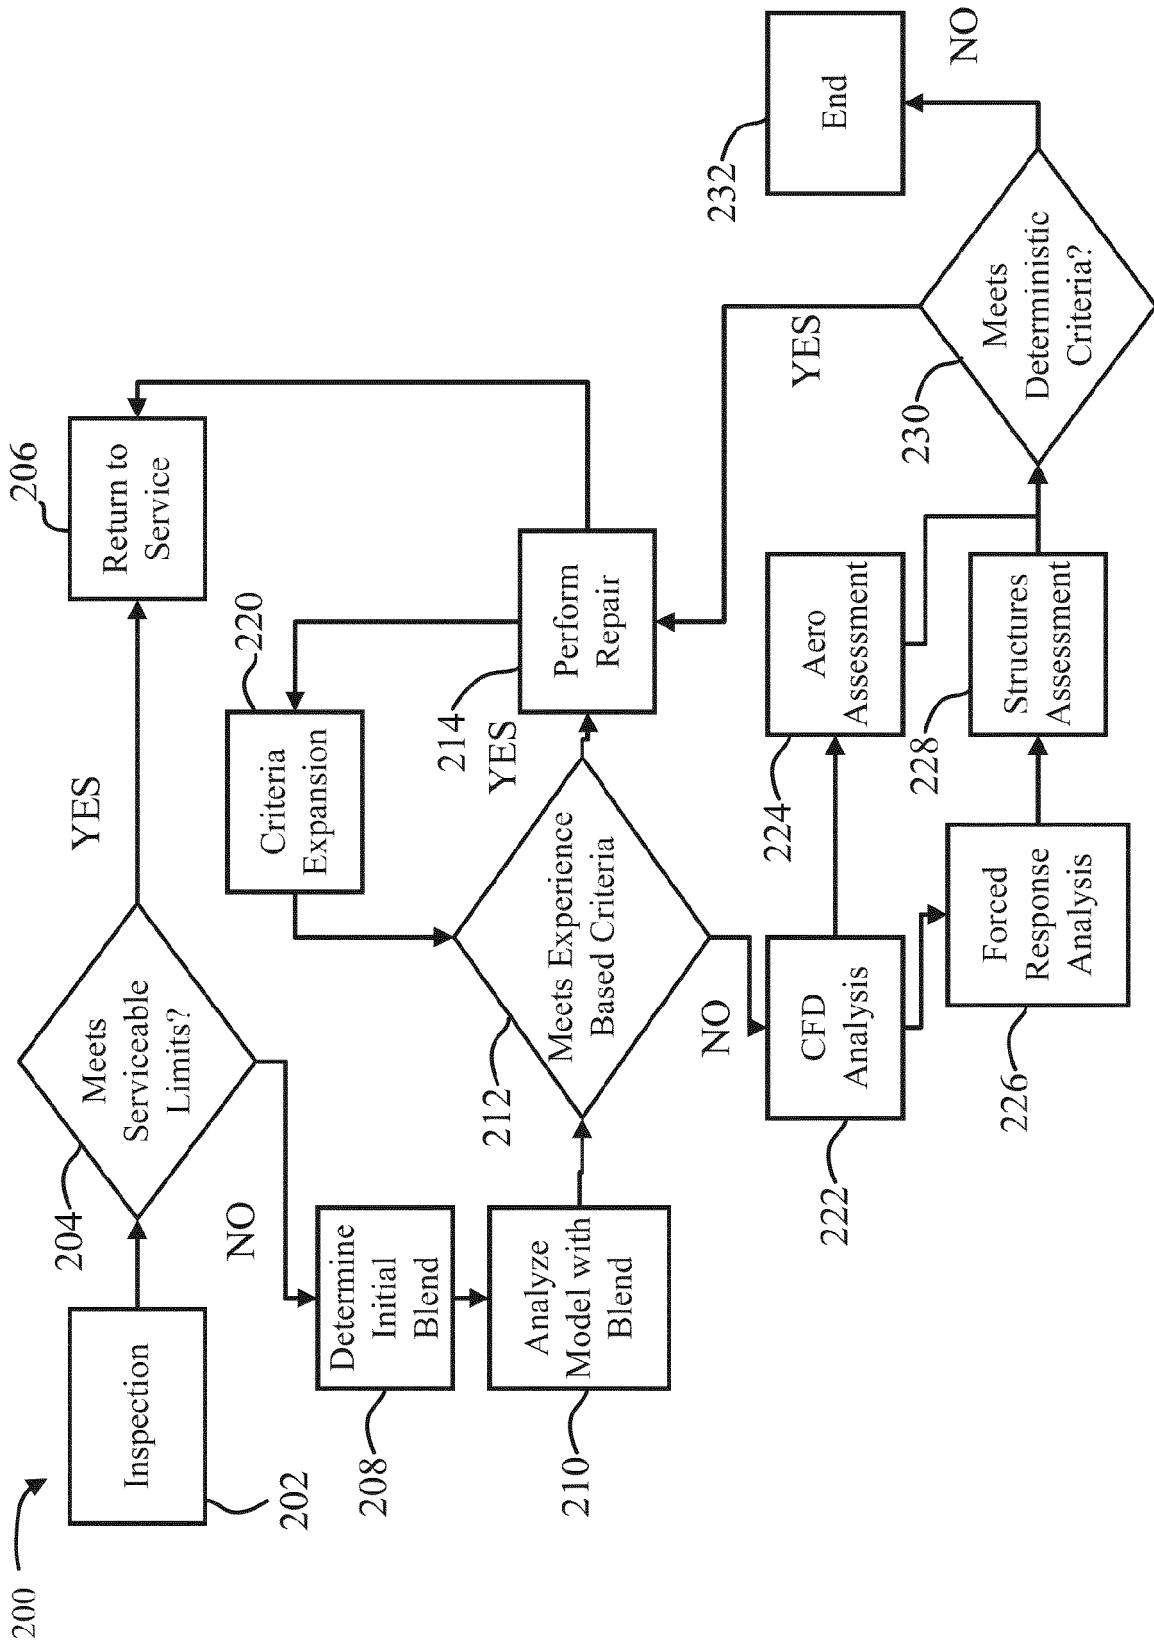 200
Inspection
202
Meets
Serviceable
Limits?
204
YES
Return to
Service
206
NO
Determine
Initial
Blend
208
Analyze
Model with
Blend
210
Meets Experience
Based Criteria
212
YES
Criteria
Expansion
220
Perform
Repair
214
NO
CFD
Analysis
222
Aero
Assessment
224
Forced
Response
Analysis
226
Structures
Assessment
228
Meets
Deterministic
Criteria?
230
YES
NO
End
232